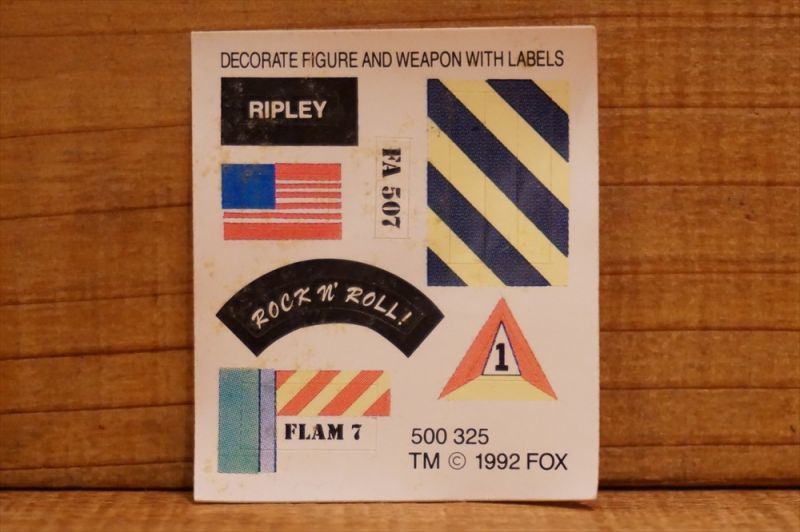 DECORATE FIGURE AND WEAPON WITH LABELS
RIPLEY
FA 507
ROCK N' ROLL!
1
FLAM 7
500 325
TM © 1992 FOX